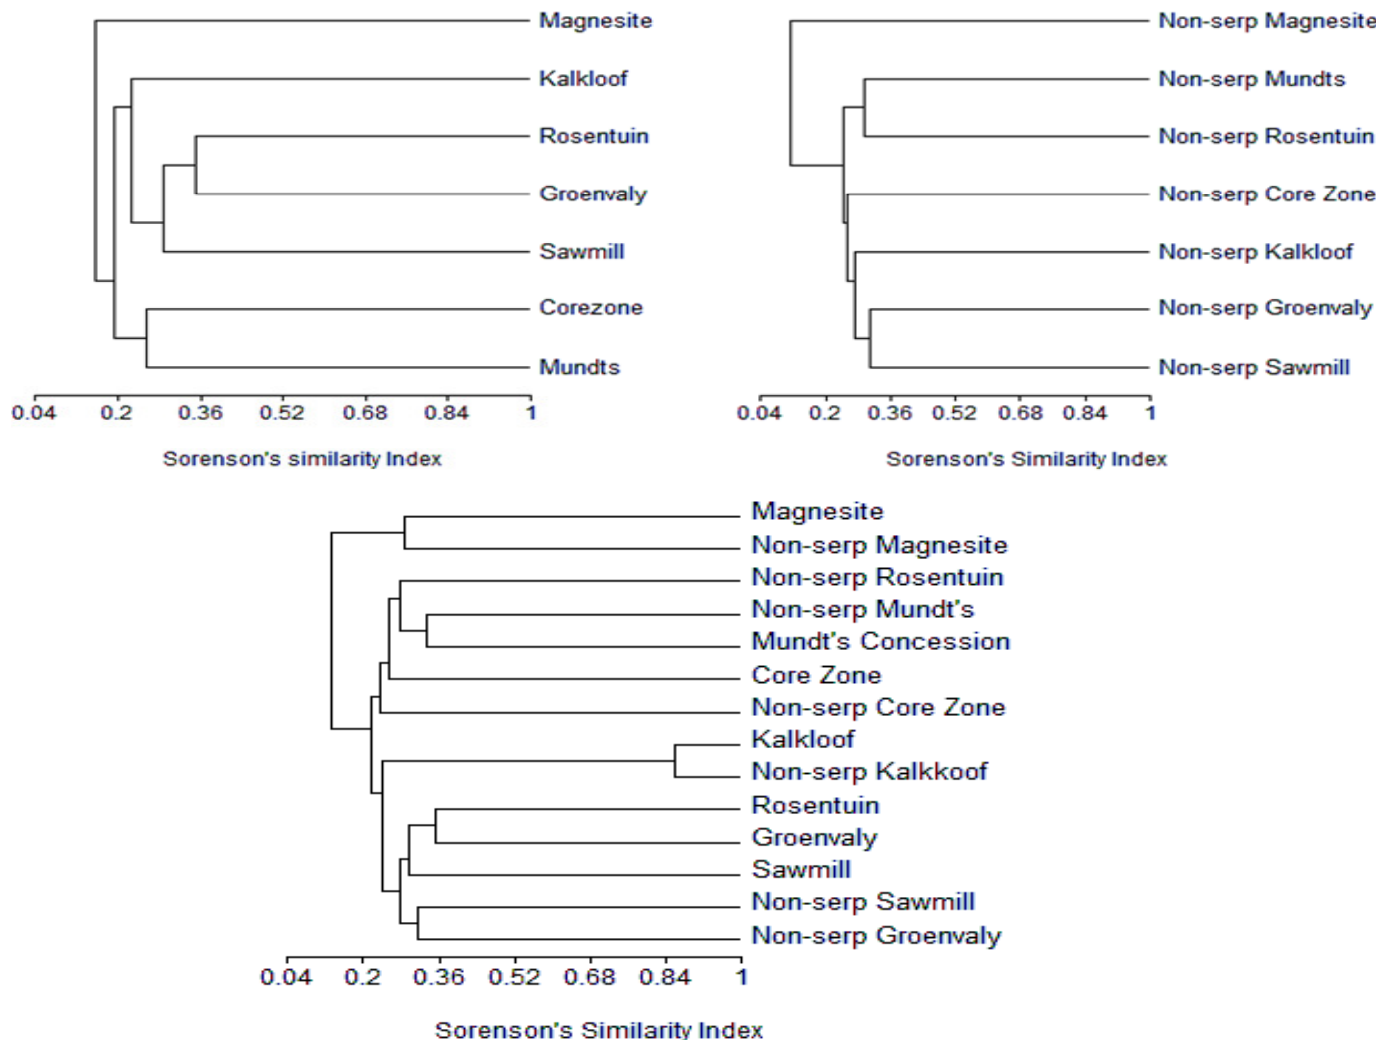 Magnesite
Kalkloof
Rosentuin
Groenvaly
Sawmill
Corezone
Mundts
0.04 0.2 0.36 0.52 0.68 0.84 1
Sorenson's similarity Index
Non-serp Magnesite
Non-serp Mundts
Non-serp Rosentuin
Non-serp Core Zone
Non-serp Kalkloof
Non-serp Groenvaly
Non-serp Sawmill
0.04 0.2 0.36 0.52 0.68 0.84 1
Sorenson's Similarity Index
Magnesite
Non-serp Magnesite
Non-serp Rosentuin
Non-serp Mundt's
Mundt's Concession
Core Zone
Non-serp Core Zone
Kalkloof
Non-serp Kalkkoof
Rosentuin
Groenvaly
Sawmill
Non-serp Sawmill
Non-serp Groenvaly
0.04 0.2 0.36 0.52 0.68 0.84 1
Sorenson's Similarity Index